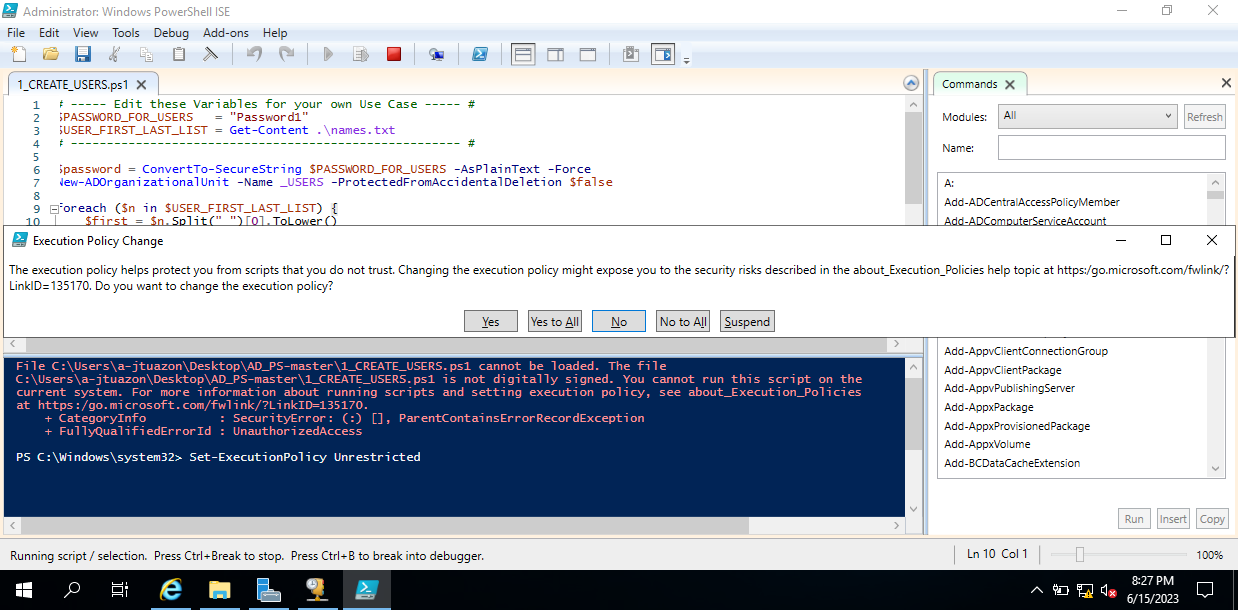 Administrator: Windows PowerShell ISE
File Edit View Tools Debug Add-ons Help
1_CREATE_USERS.ps1
Commands
1 # ----- Edit these Variables for your own Use Case ----- #
2 $PASSWORD_FOR_USERS = "Password1"
3 $USER_FIRST_LAST_LIST = Get-Content .\names.txt
4 # ------------------------------------------------------ #
5
6 $password = ConvertTo-SecureString $PASSWORD_FOR_USERS -AsPlainText -Force
7 New-ADOrganizationalUnit -Name _USERS -ProtectedFromAccidentalDeletion $false
8
9 foreach ($n in $USER_FIRST_LAST_LIST) {
10 $first = $n.Split(" ")[0].ToLower()
Modules: All Refresh
Name:
A:
Add-ADCentralAccessPolicyMember
Add-ADComputerServiceAccount
Execution Policy Change
The execution policy helps protect you from scripts that you do not trust. Changing the execution policy might expose you to the security risks described in the about_Execution_Policies help topic at https:/go.microsoft.com/fwlink/?
LinkID=135170. Do you want to change the execution policy?
Yes Yes to All No No to All Suspend
File C:\Users\a-jtuazon\Desktop\AD_PS-master\1_CREATE_USERS.ps1 cannot be loaded. The file
C:\Users\a-jtuazon\Desktop\AD_PS-master\1_CREATE_USERS.ps1 is not digitally signed. You cannot run this script on the
current system. For more information about running scripts and setting execution policy, see about_Execution_Policies
at https:/go.microsoft.com/fwlink/?LinkID=135170.
+ CategoryInfo : SecurityError: (:) [], ParentContainsErrorRecordException
+ FullyQualifiedErrorId : UnauthorizedAccess
PS C:\Windows\system32> Set-ExecutionPolicy Unrestricted
Add-AppvClientConnectionGroup
Add-AppvClientPackage
Add-AppvPublishingServer
Add-AppxPackage
Add-AppxProvisionedPackage
Add-AppxVolume
Add-BCDataCacheExtension
Run Insert Copy
Running script / selection. Press Ctrl+Break to stop. Press Ctrl+B to break into debugger.
Ln 10 Col 1
100%
8:27 PM
6/15/2023